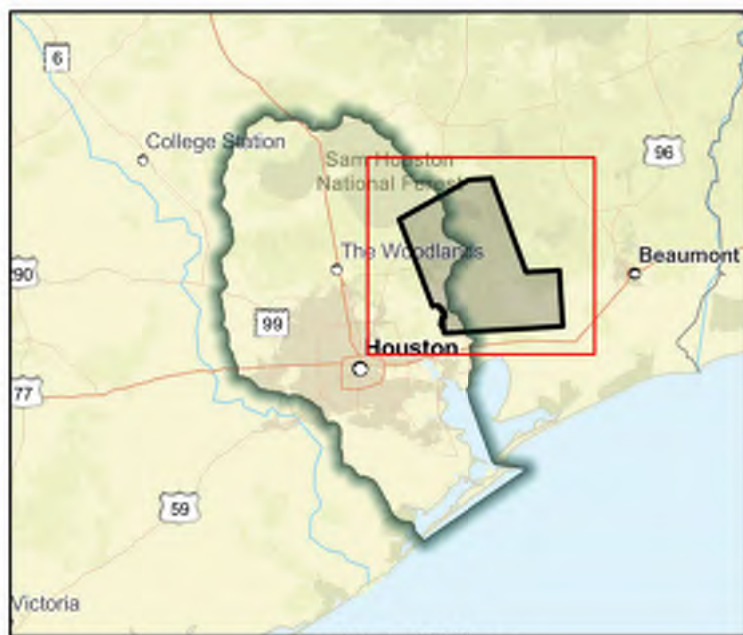 6
College Station
96
Sam Houston
National Forest
The Woodlands
Beaumont
90
99
Houston
77
59
Victoria